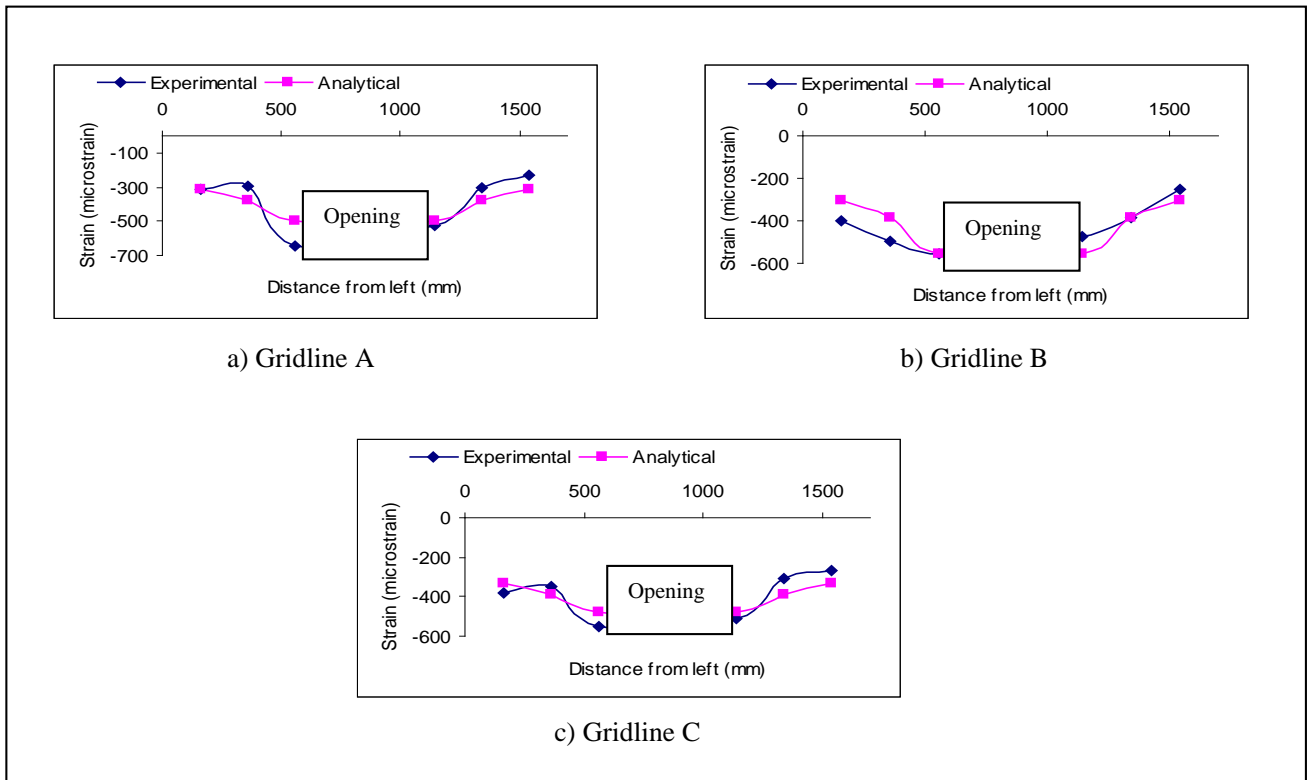 Experimental Analytical
0 500 1000 1500
Strain (microstrain)
-100
-300
-500
-700
Opening
Distance from left (mm)
a) Gridline A
Experimental Analytical
0 500 1000 1500
Strain (microstrain)
0
-200
-400
-600
Opening
Distance from left (mm)
b) Gridline B
Experimental Analytical
0 500 1000 1500
Strain (microstrain)
0
-200
-400
-600
Opening
Distance from left (mm)
c) Gridline C